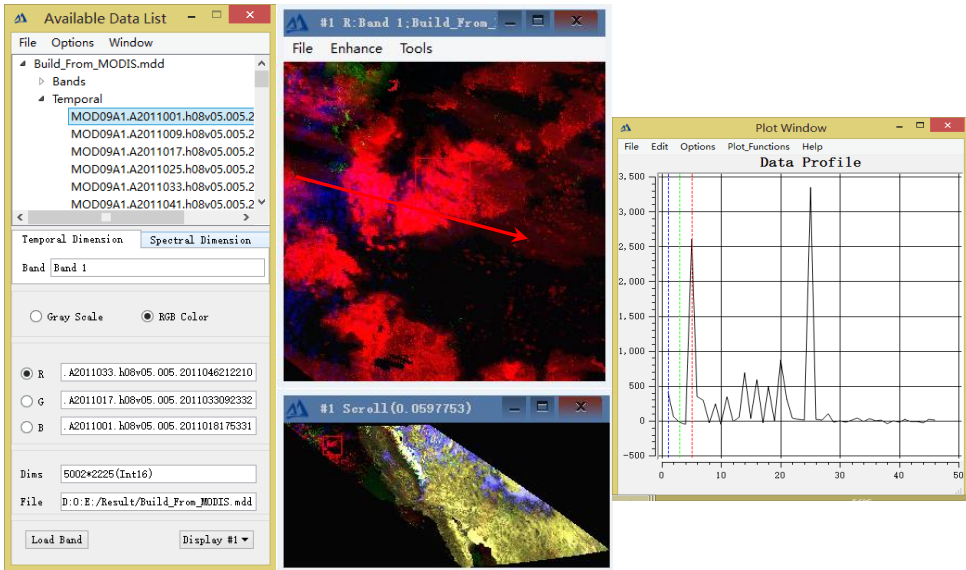 Available Data List
File Options Window
Build_From_MODIS.mdd
Bands
Temporal
MOD09A1.A2011001.h08v05.005.2
MOD09A1.A2011009.h08v05.005.2
MOD09A1.A2011017.h08v05.005.2
MOD09A1.A2011025.h08v05.005.2
MOD09A1.A2011033.h08v05.005.2
MOD09A1.A2011041.h08v05.005.2
Temporal Dimension Spectral Dimension
Band Band 1
Gray Scale RGB Color
R .A2011033.h08v05.005.2011046212210
G .A2011017.h08v05.005.2011033092332
B .A2011001.h08v05.005.2011018175331
Dims 5002*2225(Int16)
File D:O:E:/Result/Build_From_MODIS.mdd
Load Band Display #1
#1 R:Band 1;Build_From_
File Enhance Tools
#1 Scroll(0.0597753)
Plot Window
File Edit Options Plot_Functions Help
Data Profile
3,500
3,000
2,500
2,000
1,500
1,000
500
0
-500
0 10 20 30 40 50